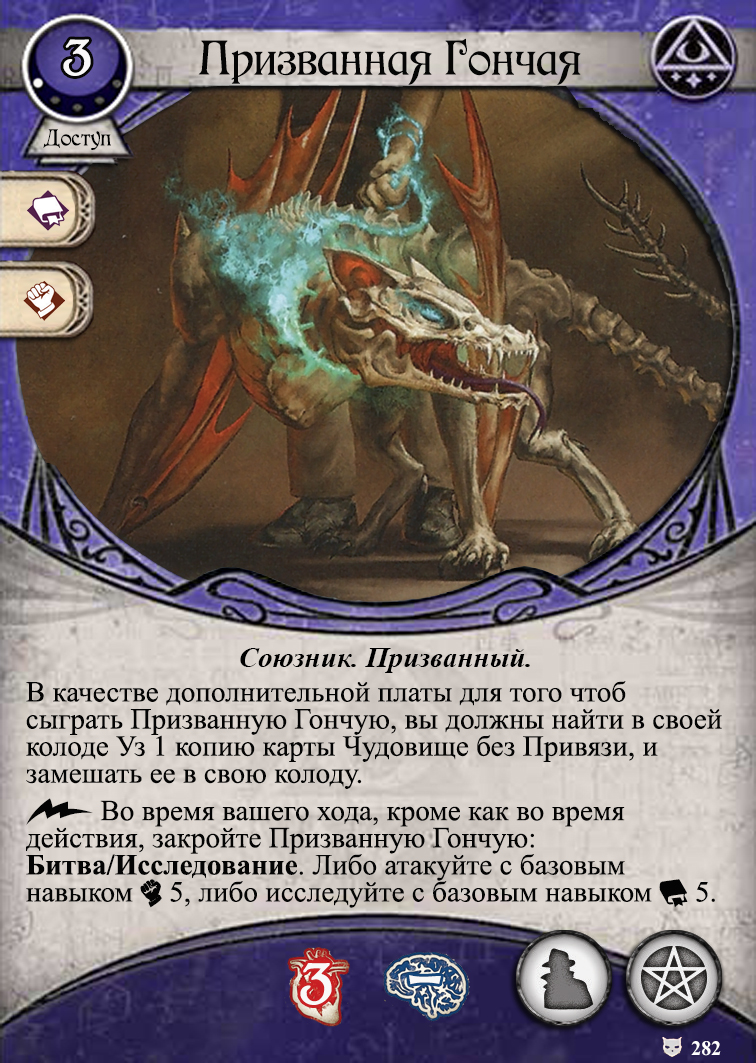 3
Призванная Гончая
Доступ
Союзник. Призванный.
В качестве дополнительной платы для того чтоб
сыграть Призванную Гончую, вы должны найти в своей
колоде Уз 1 копию карты Чудовище без Привязи, и
замешать ее в свою колоду.
Во время вашего хода, кроме как во время
действия, закройте Призванную Гончую:
Битва/Исследование. Либо атакуйте с базовым
навыком 5, либо исследуйте с базовым навыком 5.
3
282